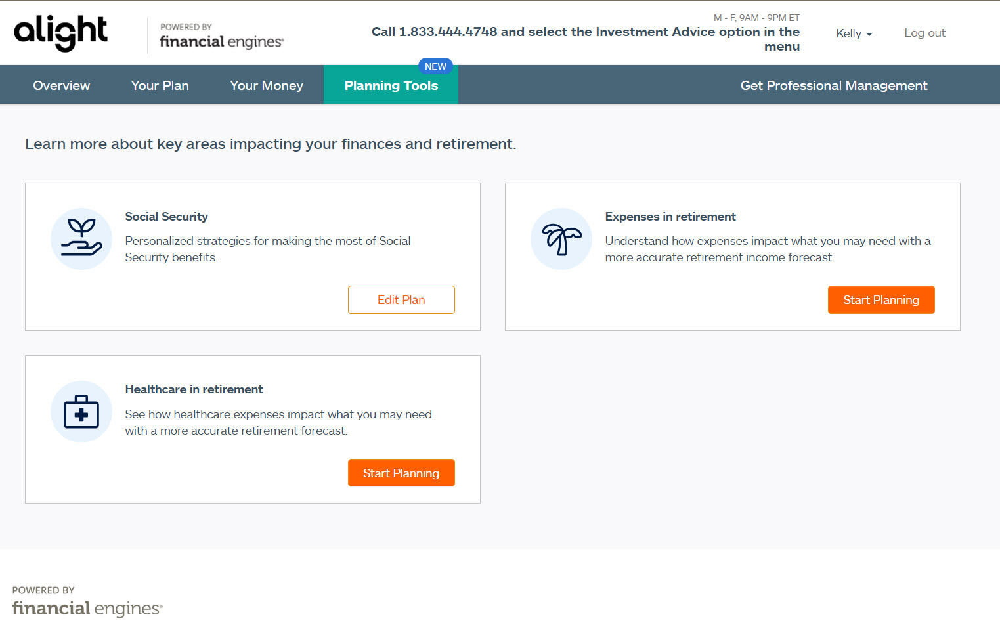 alight
POWERED BY
financial engines®
M - F, 9AM - 9PM ET
Call 1.833.444.4748 and select the Investment Advice option in the
menu
Kelly
Log out
Overview
Your Plan
Your Money
NEW
Planning Tools
Get Professional Management
Learn more about key areas impacting your finances and retirement.
Social Security
Personalized strategies for making the most of Social
Security benefits.
Edit Plan
Expenses in retirement
Understand how expenses impact what you may need with a
more accurate retirement income forecast.
Start Planning
Healthcare in retirement
See how healthcare expenses impact what you may need
with a more accurate retirement forecast.
Start Planning
POWERED BY
financial engines®